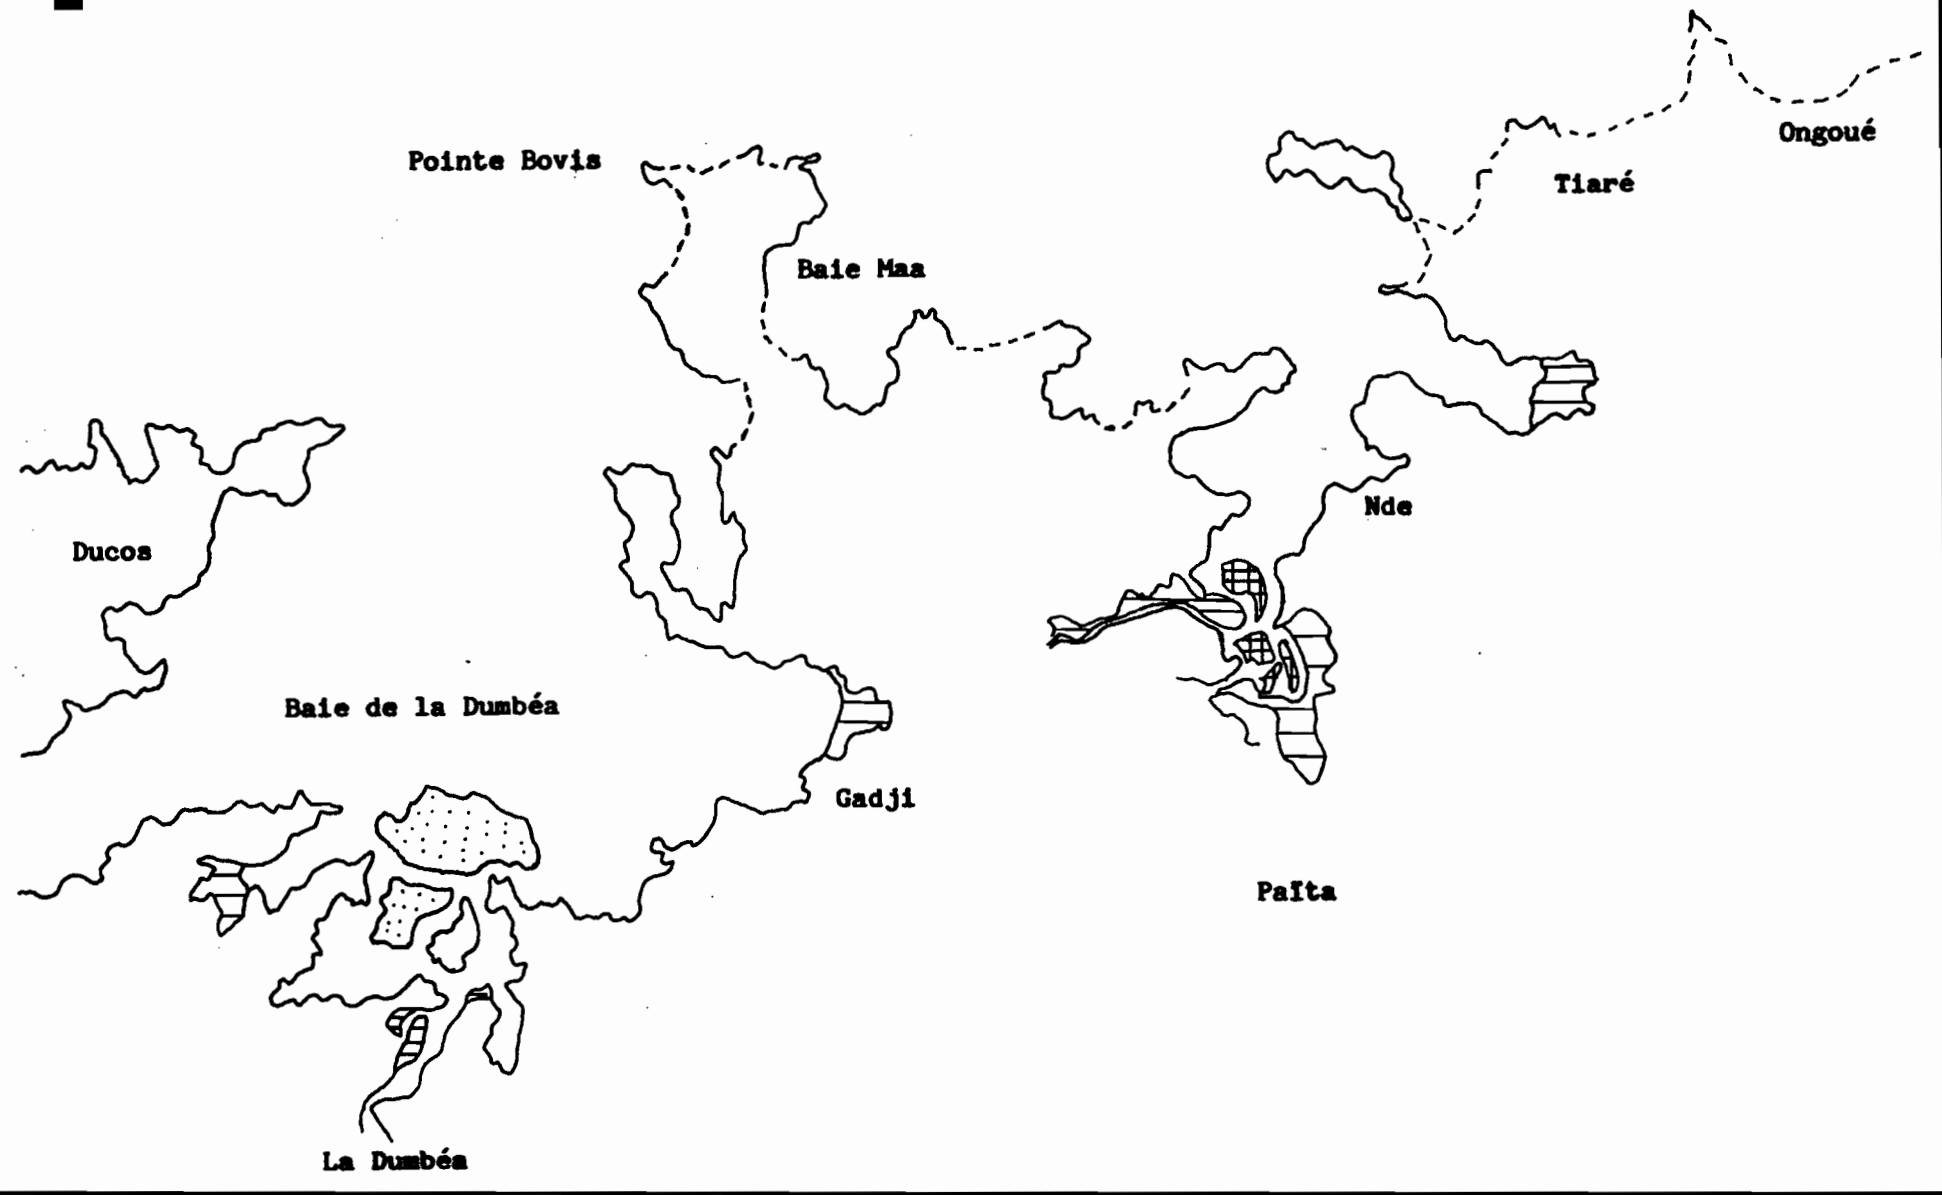 Ongoué
Pointe Bovis
Tiaré
Baie Maa
Nde
Ducos
Baie de la Dumbéa
Gadji
Païta
La Dumbéa